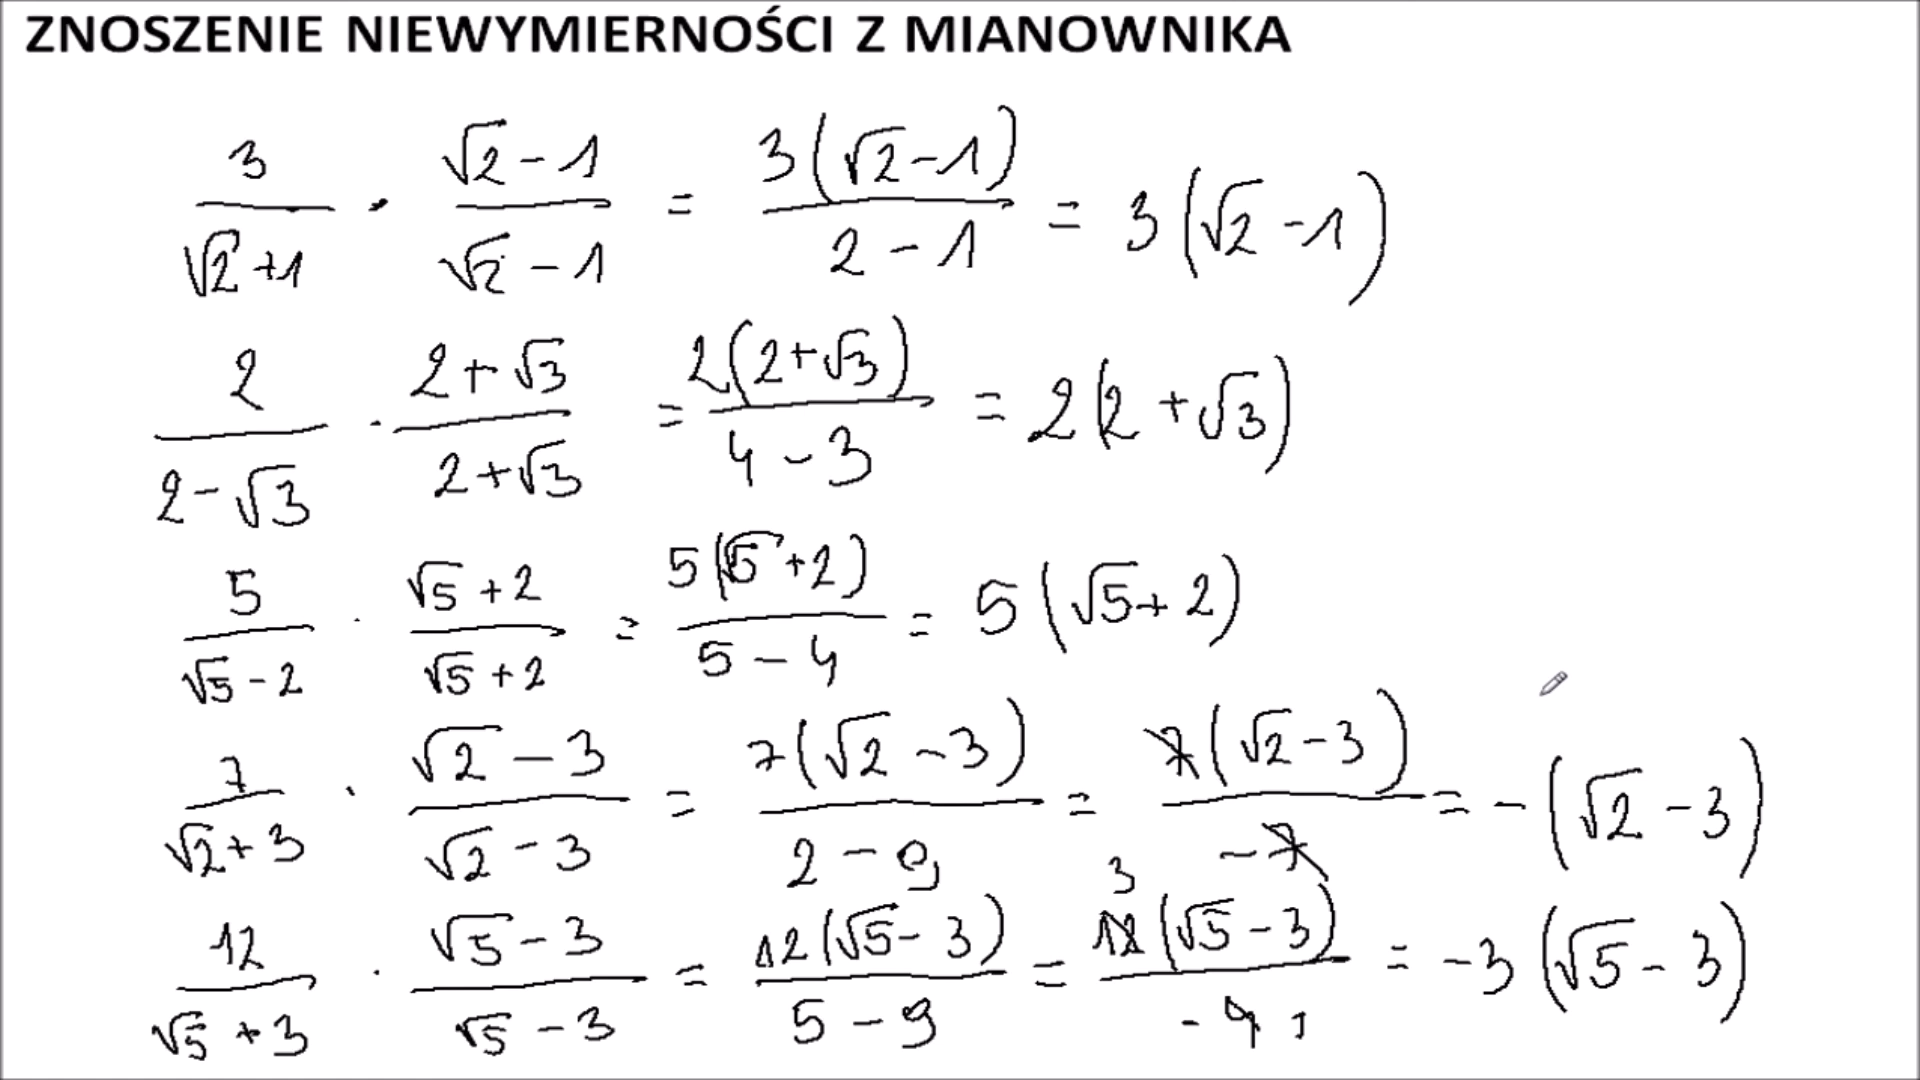 ZNOSZENIE NIEWYMIERNOŚCI Z MIANOWNIKA
3/(√2+1) · (√2-1)/(√2-1) = 3(√2-1)/(2-1) = 3(√2-1)
2/(2-√3) · (2+√3)/(2+√3) = 2(2+√3)/(4-3) = 2(2+√3)
5/(√5-2) · (√5+2)/(√5+2) = 5(√5+2)/(5-4) = 5(√5+2)
7/(√2+3) · (√2-3)/(√2-3) = 7(√2-3)/(2-9) = 7(√2-3)/(-7) = -(√2-3)
12/(√5+3) · (√5-3)/(√5-3) = 12(√5-3)/(5-9) = 3 12(√5-3)/(-4 1) = -3(√5-3)